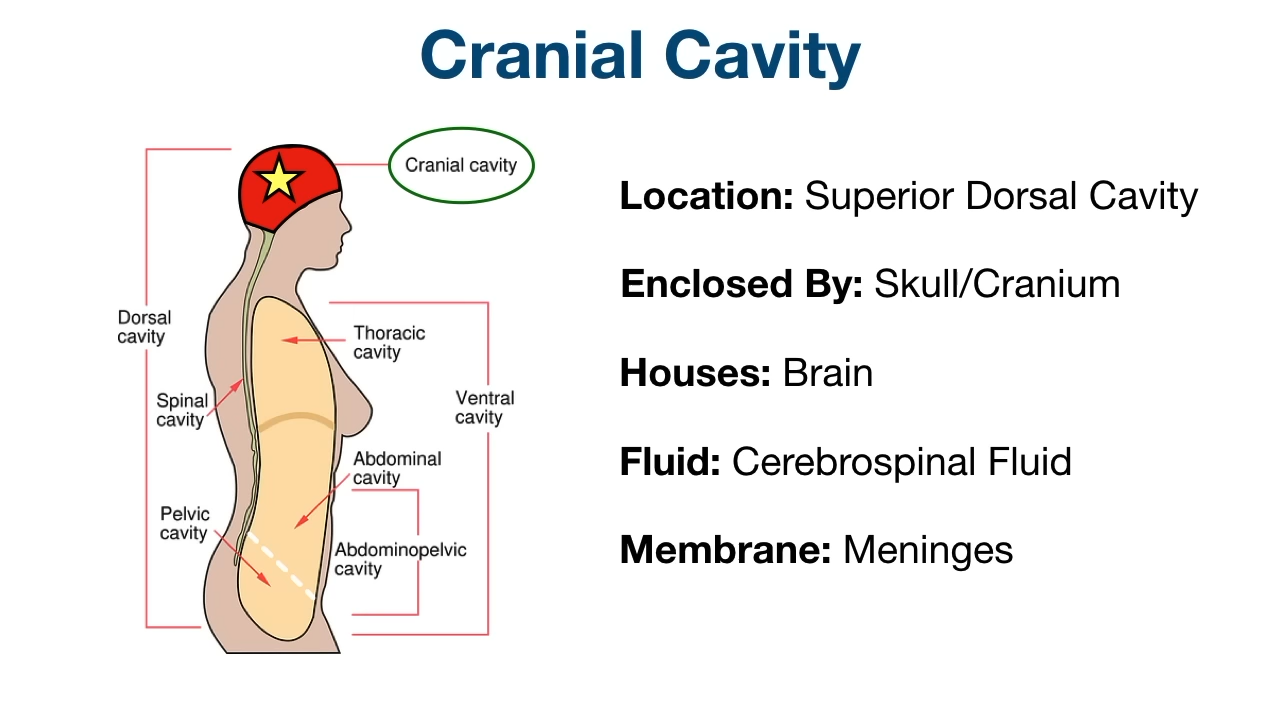 Cranial Cavity
Cranial cavity
Dorsal
cavity
Thoracic
cavity
Spinal
cavity
Ventral
cavity
Abdominal
cavity
Pelvic
cavity
Abdominopelvic
cavity
Location: Superior Dorsal Cavity
Enclosed By: Skull/Cranium
Houses: Brain
Fluid: Cerebrospinal Fluid
Membrane: Meninges